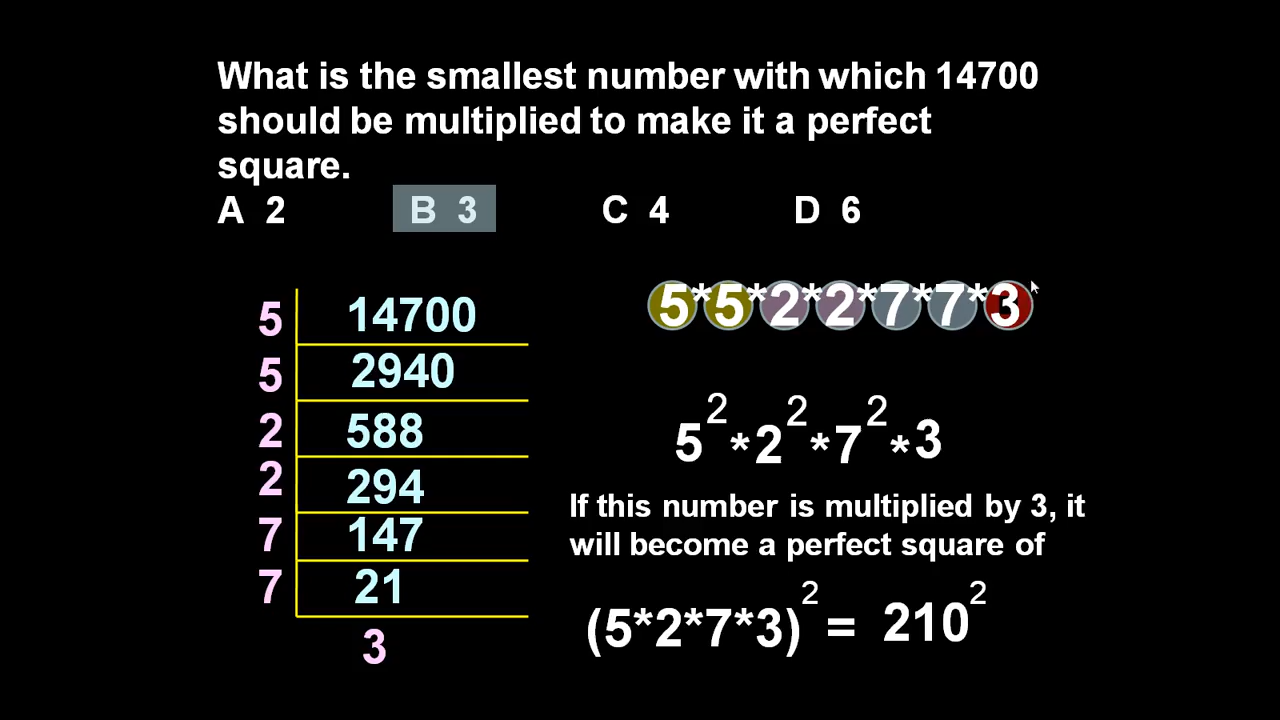 What is the smallest number with which 14700
should be multiplied to make it a perfect
square.
A 2 B 3 C 4 D 6
5 14700
5 2940
2 588
2 294
7 147
7 21
3
5*5*2*2*7*7*3
5² * 2² * 7² * 3
If this number is multiplied by 3, it
will become a perfect square of
(5*2*7*3)² = 210²